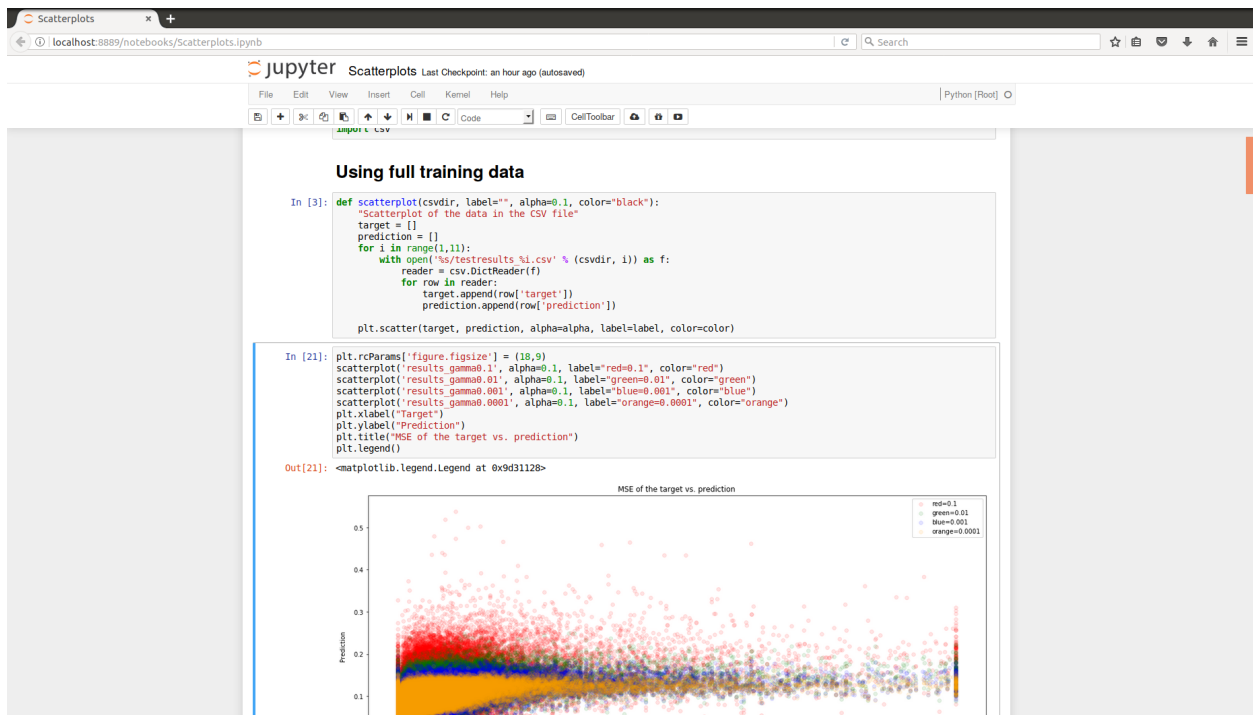 Scatterplots × +
localhost:8889/notebooks/Scatterplots.ipynb Search
jupyter Scatterplots Last Checkpoint: an hour ago (autosaved)
File Edit View Insert Cell Kernel Help Python [Root]
Code CellToolbar
import csv
Using full training data
In [3]: def scatterplot(csvdir, label="", alpha=0.1, color="black"):
"Scatterplot of the data in the CSV file"
target = []
prediction = []
for i in range(1,11):
with open('%s/testresults_%i.csv' % (csvdir, i)) as f:
reader = csv.DictReader(f)
for row in reader:
target.append(row['target'])
prediction.append(row['prediction'])
plt.scatter(target, prediction, alpha=alpha, label=label, color=color)
In [21]: plt.rcParams['figure.figsize'] = (18,9)
scatterplot('results_gamma0.1', alpha=0.1, label="red=0.1", color="red")
scatterplot('results_gamma0.01', alpha=0.1, label="green=0.01", color="green")
scatterplot('results_gamma0.001', alpha=0.1, label="blue=0.001", color="blue")
scatterplot('results_gamma0.0001', alpha=0.1, label="orange=0.0001", color="orange")
plt.xlabel("Target")
plt.ylabel("Prediction")
plt.title("MSE of the target vs. prediction")
plt.legend()
Out[21]: <matplotlib.legend.Legend at 0x9d31128>
MSE of the target vs. prediction
red=0.1
green=0.01
blue=0.001
orange=0.0001
0.5
0.4
0.3
Prediction
0.2
0.1